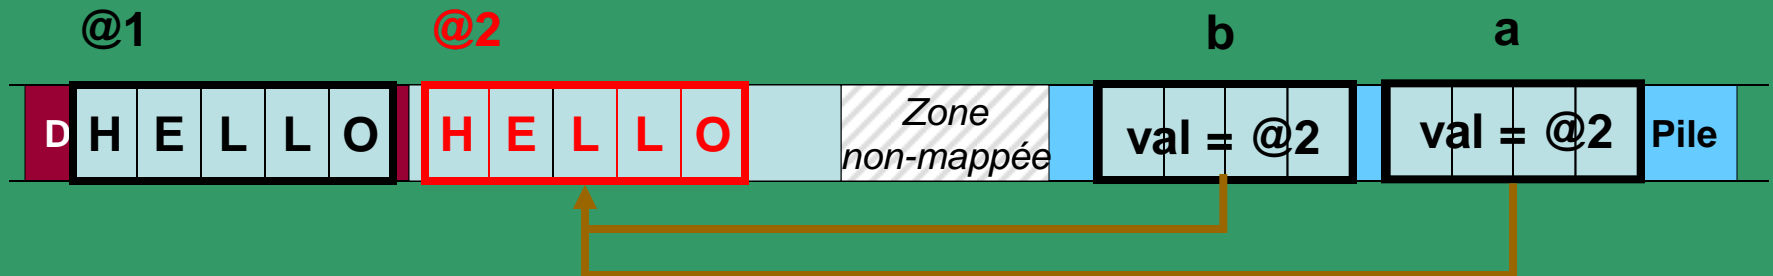 @1 @2 b a
D H E L L O H E L L O Zone non-mappée val = @2 val = @2 Pile